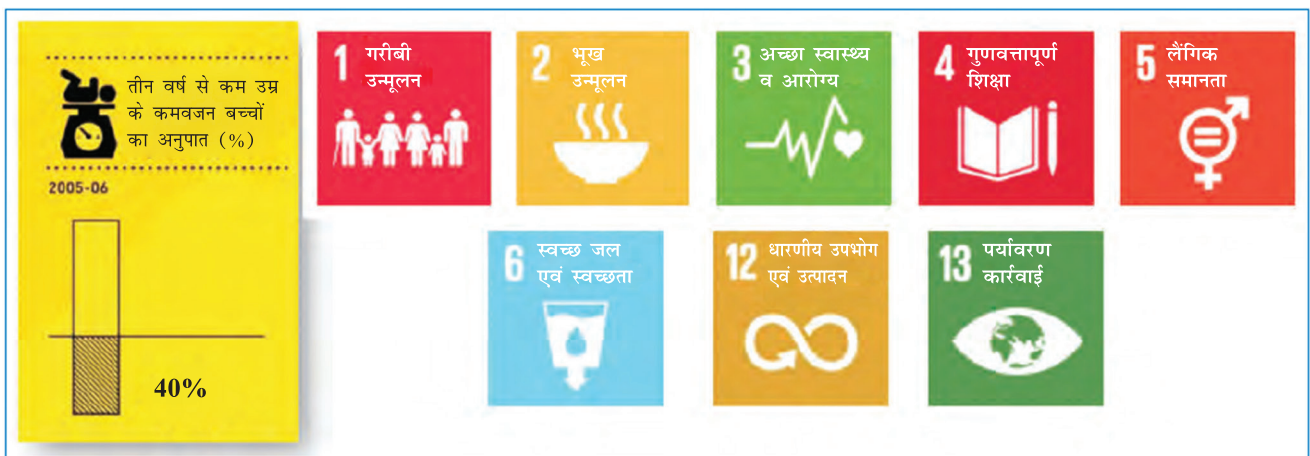 तीन वर्ष से कम उम्र
के कमवजन बच्चों
का अनुपात (%)
2005-06
40%
1 गरीबी
उन्मूलन
2 भूख
उन्मूलन
3 अच्छा स्वास्थ्य
व आरोग्य
4 गुणवत्तापूर्ण
शिक्षा
5 लैंगिक
समानता
6 स्वच्छ जल
एवं स्वच्छता
12 धारणीय उपभोग
एवं उत्पादन
13 पर्यावरण
कार्रवाई